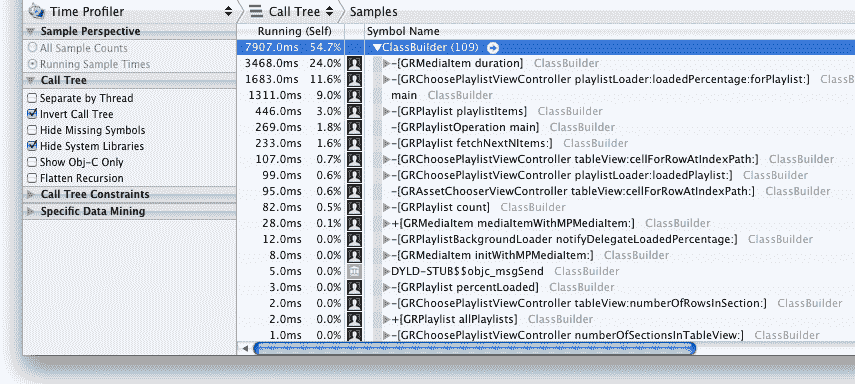 Time Profiler Call Tree Samples
Sample Perspective
All Sample Counts
Running Sample Times
Call Tree
Separate by Thread
Invert Call Tree
Hide Missing Symbols
Hide System Libraries
Show Obj-C Only
Flatten Recursion
Call Tree Constraints
Specific Data Mining
Running (Self) Symbol Name
7907.0ms 54.7% ClassBuilder (109)
3468.0ms 24.0% -[GRMediaItem duration] ClassBuilder
1683.0ms 11.6% -[GRChoosePlaylistViewController playlistLoader:loadedPercentage:forPlaylist:] Cla
1311.0ms 9.0% main ClassBuilder
446.0ms 3.0% -[GRPlaylist playlistItems] ClassBuilder
269.0ms 1.8% -[GRPlaylistOperation main] ClassBuilder
233.0ms 1.6% -[GRPlaylist fetchNextNItems:] ClassBuilder
107.0ms 0.7% -[GRChoosePlaylistViewController tableView:cellForRowAtIndexPath:] ClassBuilder
99.0ms 0.6% -[GRChoosePlaylistViewController playlistLoader:loadedPlaylist:] ClassBuilder
95.0ms 0.6% -[GRAssetChooserViewController tableView:cellForRowAtIndexPath:] ClassBuilder
82.0ms 0.5% -[GRPlaylist count] ClassBuilder
28.0ms 0.1% +[GRMediaItem mediaItemWithMPMediaItem:] ClassBuilder
12.0ms 0.0% -[GRPlaylistBackgroundLoader notifyDelegateLoadedPercentage:] ClassBuilder
8.0ms 0.0% -[GRMediaItem initWithMPMediaItem:] ClassBuilder
5.0ms 0.0% DYLD-STUB$$objc_msgSend ClassBuilder
3.0ms 0.0% -[GRPlaylist percentLoaded] ClassBuilder
2.0ms 0.0% -[GRChoosePlaylistViewController tableView:numberOfRowsInSection:] ClassBuilder
2.0ms 0.0% +[GRPlaylist allPlaylists] ClassBuilder
1.0ms 0.0% -[GRChoosePlaylistViewController numberOfSectionsInTableView:] ClassBuilder